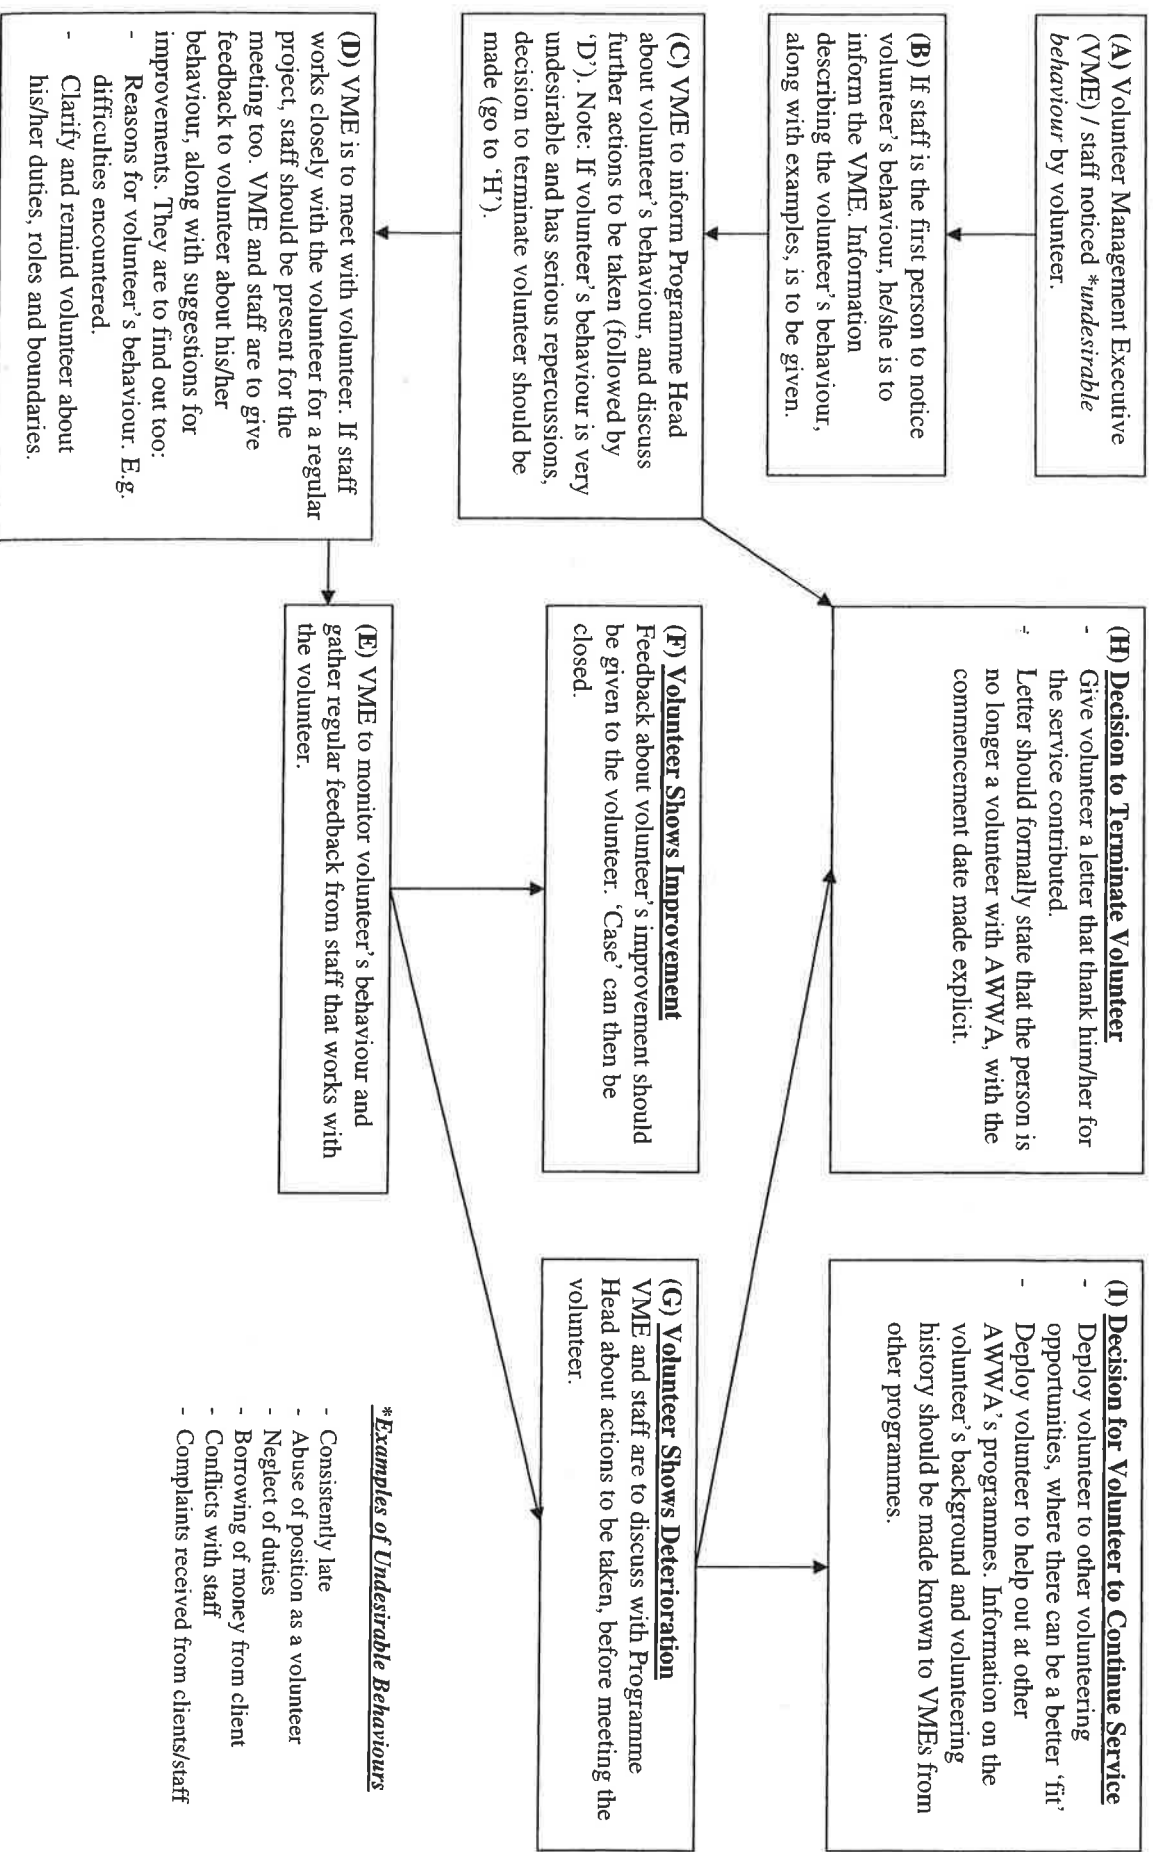 (A) Volunteer Management Executive
(VME) / staff noticed *undesirable
behaviour by volunteer.
(B) If staff is the first person to notice
volunteer's behaviour, he/she is to
inform the VME. Information
describing the volunteer's behaviour,
along with examples, is to be given.
(C) VME to inform Programme Head
about volunteer's behaviour, and discuss
further actions to be taken (followed by
'D'). Note: If volunteer's behaviour is very
undesirable and has serious repercussions,
decision to terminate volunteer should be
made (go to 'H').
(D) VME is to meet with volunteer. If staff
works closely with the volunteer for a regular
project, staff should be present for the
meeting too. VME and staff are to give
feedback to volunteer about his/her
behaviour, along with suggestions for
improvements. They are to find out too:
- Reasons for volunteer's behaviour. E.g.
difficulties encountered.
- Clarify and remind volunteer about
his/her duties, roles and boundaries.
(H) Decision to Terminate Volunteer
- Give volunteer a letter that thank him/her for
the service contributed.
- Letter should formally state that the person is
no longer a volunteer with AWWA, with the
commencement date made explicit.
(F) Volunteer Shows Improvement
Feedback about volunteer's improvement should
be given to the volunteer. 'Case' can then be
closed.
(E) VME to monitor volunteer's behaviour and
gather regular feedback from staff that works with
the volunteer.
(I) Decision for Volunteer to Continue Service
- Deploy volunteer to other volunteering
opportunities, where there can be a better 'fit'
- Deploy volunteer to help out at other
AWWA's programmes. Information on the
volunteer's background and volunteering
history should be made known to VMEs from
other programmes.
(G) Volunteer Shows Deterioration
VME and staff are to discuss with Programme
Head about actions to be taken, before meeting the
volunteer.
*Examples of Undesirable Behaviours
- Consistently late
- Abuse of position as a volunteer
- Neglect of duties
- Borrowing of money from client
- Conflicts with staff
- Complaints received from clients/staff